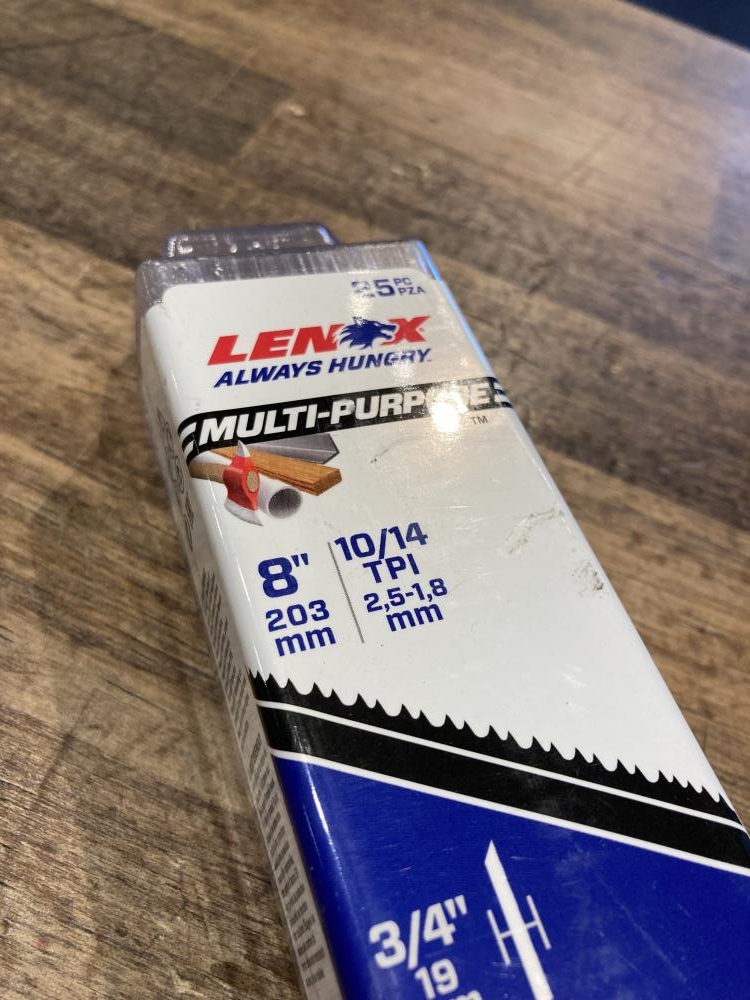 25 PC
PZA
LENOX
ALWAYS HUNGRY.
MULTI-PURPOSE
TM
8"
203
mm
10/14
TPI
2,5-1,8
mm
3/4"
19